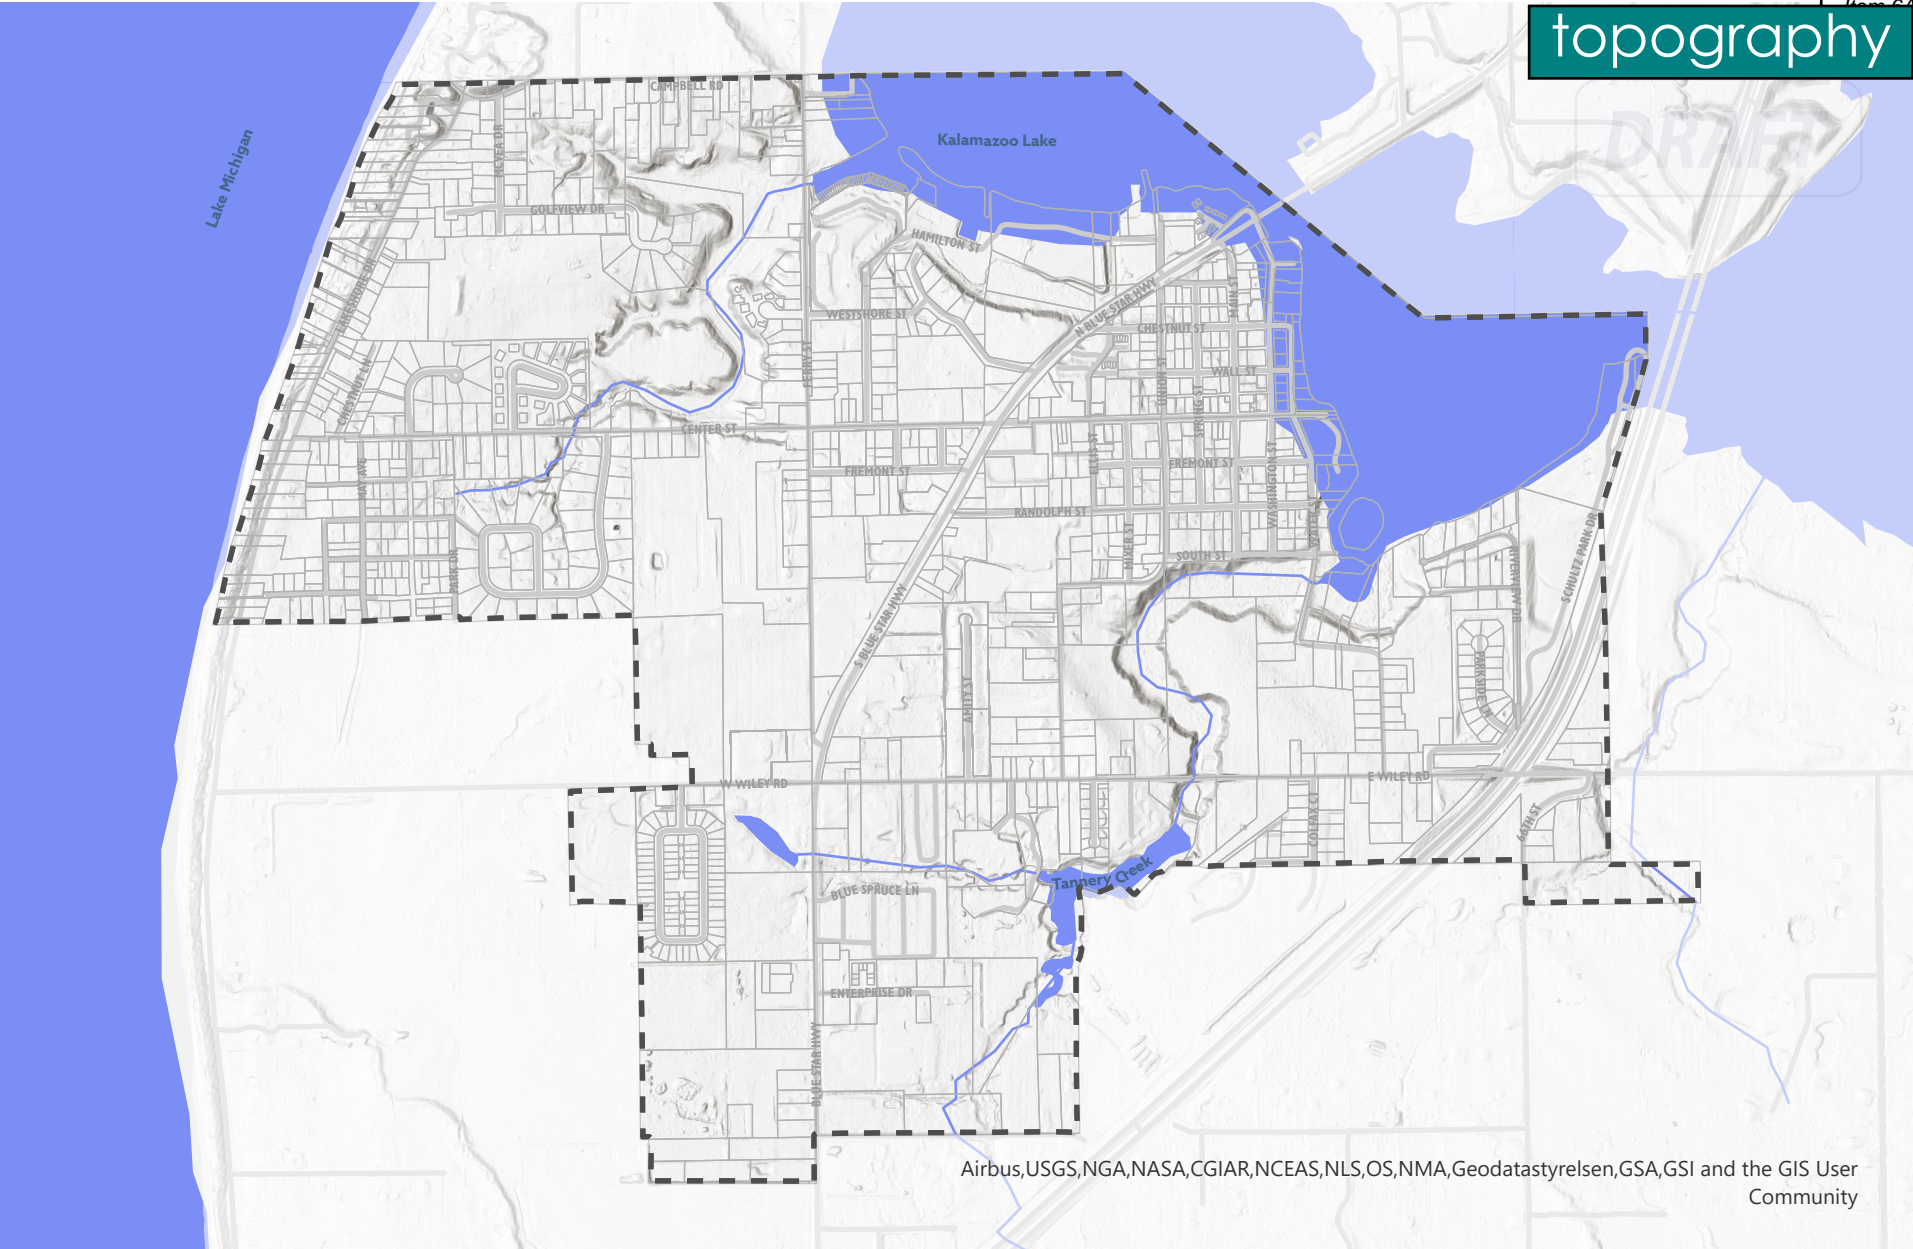 topography
DRAFT
Lake Michigan
Kalamazoo Lake
CAMPBELL RD
MCVEA DR
GOLFVIEW DR
HAMILTON ST
LAKESHORE DR
N BLUE STAR HWY
MAIN ST
WESTSHORE ST
CHESTNUT ST
FERRY ST
CHESTNUT LN
WALL ST
UNION ST
SPRING ST
CENTER ST
ELLIS ST
MAY AVE
FREMONT ST
FREMONT ST
WASHINGTON ST
RANDOLPH ST
WATER ST
MIXER ST
SOUTH ST
PARK DR
RIVERVIEW DR
SCHULTZ PARK DR
S BLUE STAR HWY
AMITY ST
PARKSIDE
W WILEY RD
E WILEY RD
COLFAX CT
66TH ST
Tannery Creek
BLUE SPRUCE LN
ENTERPRISE DR
BLUE STAR HWY
Airbus,USGS,NGA,NASA,CGIAR,NCEAS,NLS,OS,NMA,Geodatastyrelsen,GSA,GSI and the GIS User
Community